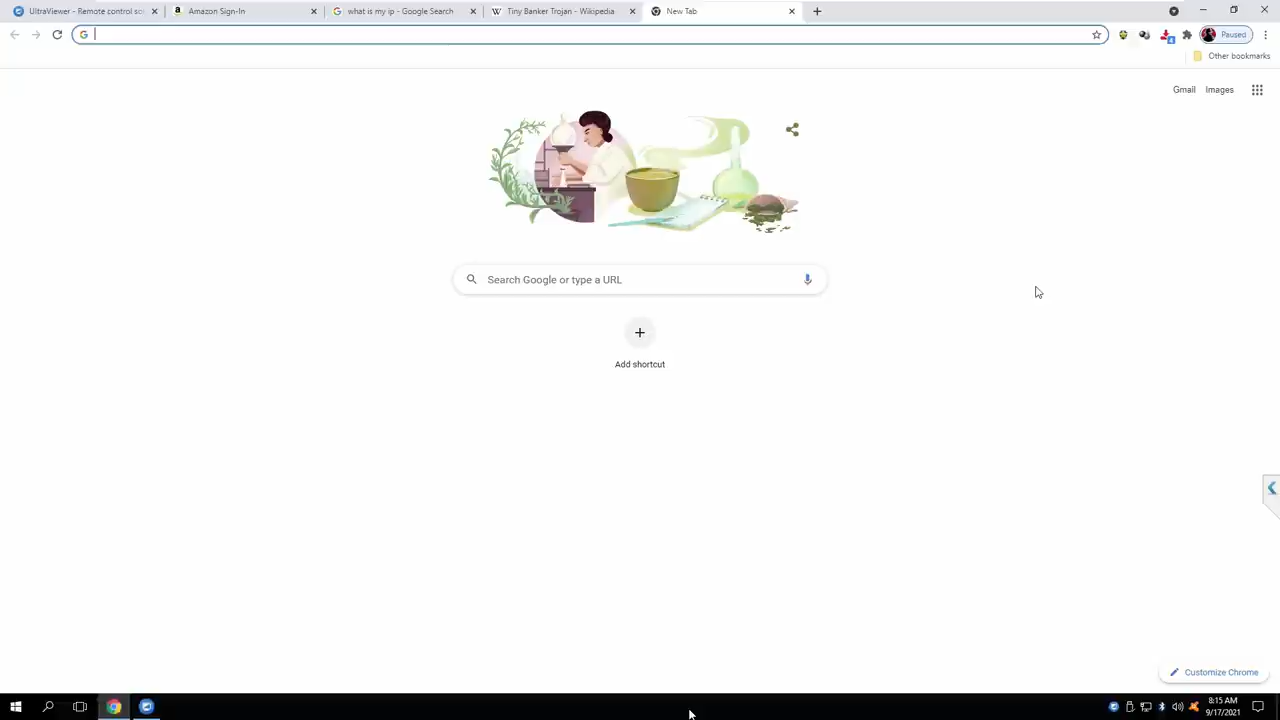 UltraViewer - Remote control so
Amazon Sign-In
what is my ip - Google Search
Tiny Banker Trojan - Wikipedia
New Tab
Paused
Other bookmarks
Gmail
Images
Search Google or type a URL
Add shortcut
Customize Chrome
8:15 AM
9/17/2021